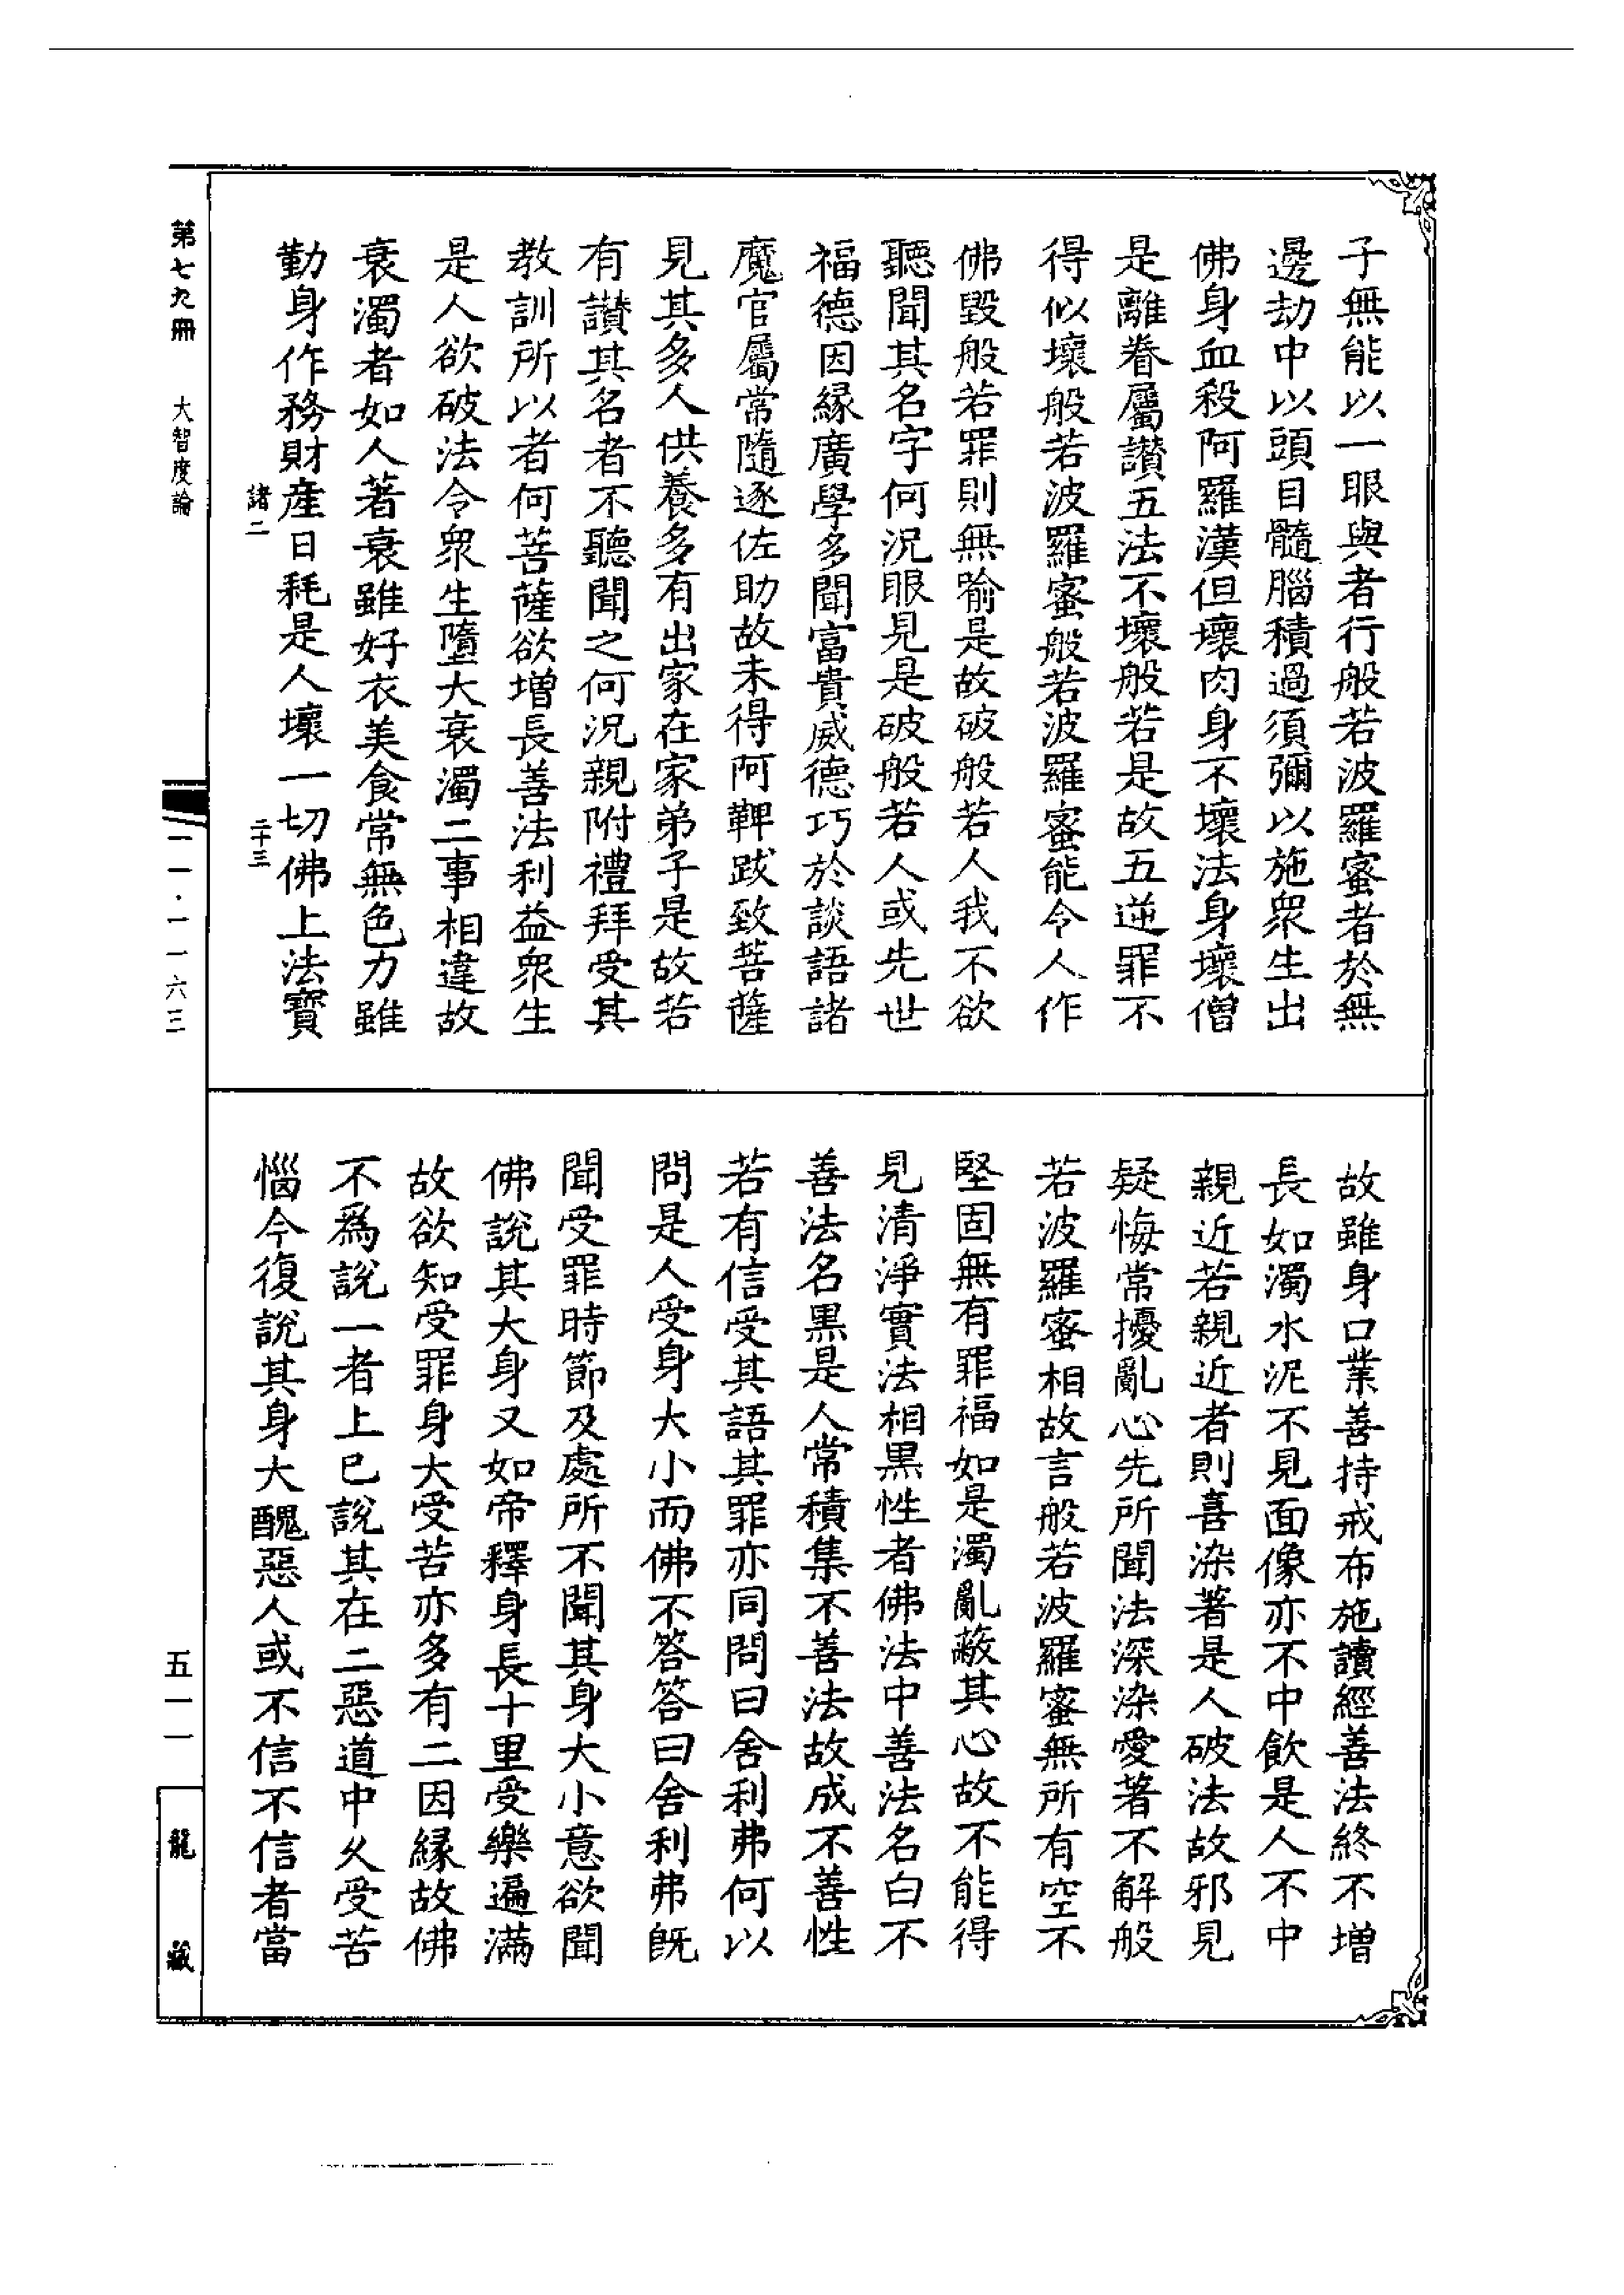 子無能以一眼與者行般若波羅蜜者於無
邊劫中以頭目髓腦積過須彌以施眾生出
佛身血殺阿羅漢但壞肉身不壞法身壞僧
是離眷屬讚五法不壞般若是故五逆罪不
得似壞般若波羅蜜般若波羅蜜能令人作
佛毀般若罪則無喻是故破般若人我不欲
聽聞其名字何況眼見是破般若人或先世
福德因緣廣學多聞富貴威德巧於談語諸
魔官屬常隨逐佐助故未得阿鞞跋致菩薩
見其多人供養多有出家在家弟子是故若
有讚其名者不聽聞之何況親附禮拜受其
教訓所以者何菩薩欲增長善法利益眾生
是人欲破法令眾生墮大衰濁二事相違故
衰濁者如人著衰雖好衣美食常無色力雖
勤身作務財產日耗是人壞一切佛上法寶
諸二 二十三
故雖身口業善持戒布施讀經善法終不增
長如濁水泥不見面像亦不中飲是人不中
親近若親近者則喜染著是人破法故邪見
疑悔常擾亂心先所聞法深染愛著不解般
若波羅蜜相故言般若波羅蜜無所有空不
堅固無有罪福如是濁亂蔽其心故不能得
見清淨實法相黑性者佛法中善法名白不
善法名黑是人常積集不善法故成不善性
若有信受其語其罪亦同問曰舍利弗何以
問是人受身大小而佛不答答曰舍利弗既
聞受罪時節及處所不聞其身大小意欲聞
佛說其大身又如帝釋身長十里受樂遍滿
故欲知受罪身大受苦亦多有二因緣故佛
不為說一者上已說其在二惡道中久受苦
惱今復說其身大醜惡人或不信不信者當
第七九冊 大智度論
一一·一一六三
五一一
龍藏